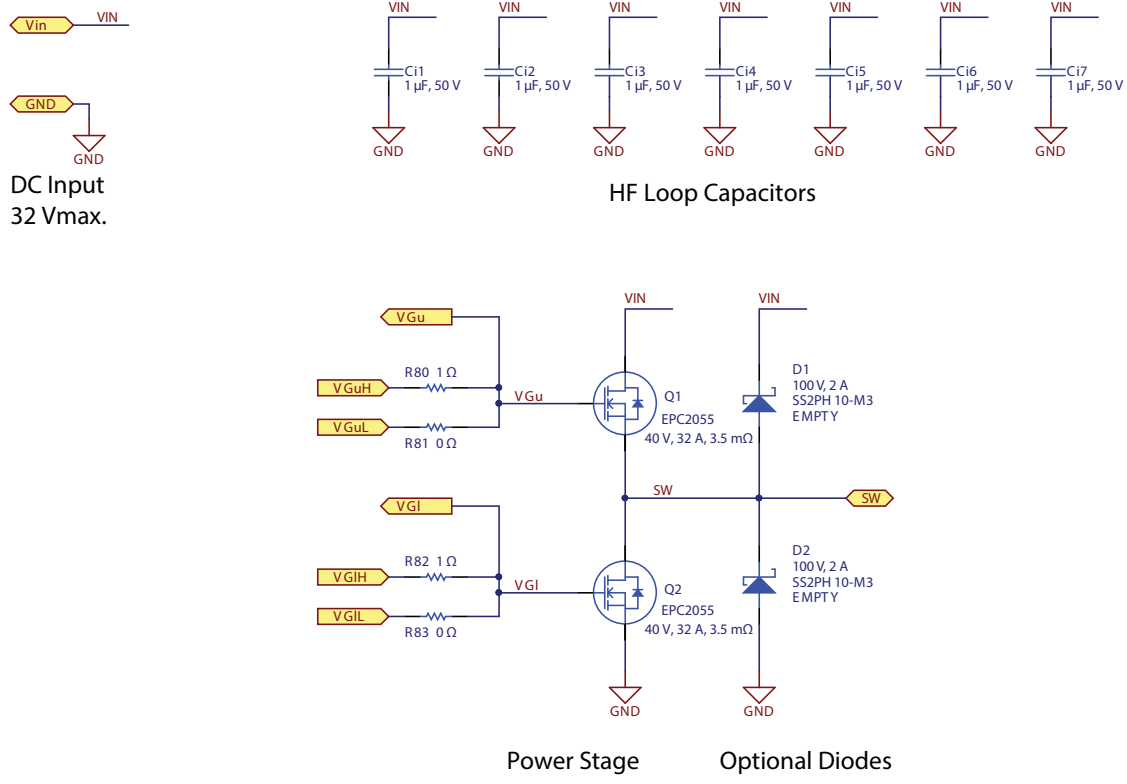 Vin
VIN
GND
GND
DC Input
32 Vmax.
VIN
Ci1
1 µF, 50 V
GND
VIN
Ci2
1 µF, 50 V
GND
VIN
Ci3
1 µF, 50 V
GND
VIN
Ci4
1 µF, 50 V
GND
VIN
Ci5
1 µF, 50 V
GND
VIN
Ci6
1 µF, 50 V
GND
VIN
Ci7
1 µF, 50 V
GND
HF Loop Capacitors
VGu
R80 1 Ω
VGuH
VGuL
R81 0 Ω
VGu
VIN
Q1
EPC2055
40 V, 32 A, 3.5 mΩ
VIN
D1
100 V, 2 A
SS2PH 10-M3
EMPTY
SW
SW
VGl
R82 1 Ω
VGlH
VGlL
R83 0 Ω
VGl
Q2
EPC2055
40 V, 32 A, 3.5 mΩ
GND
D2
100 V, 2 A
SS2PH 10-M3
EMPTY
GND
Power Stage
Optional Diodes